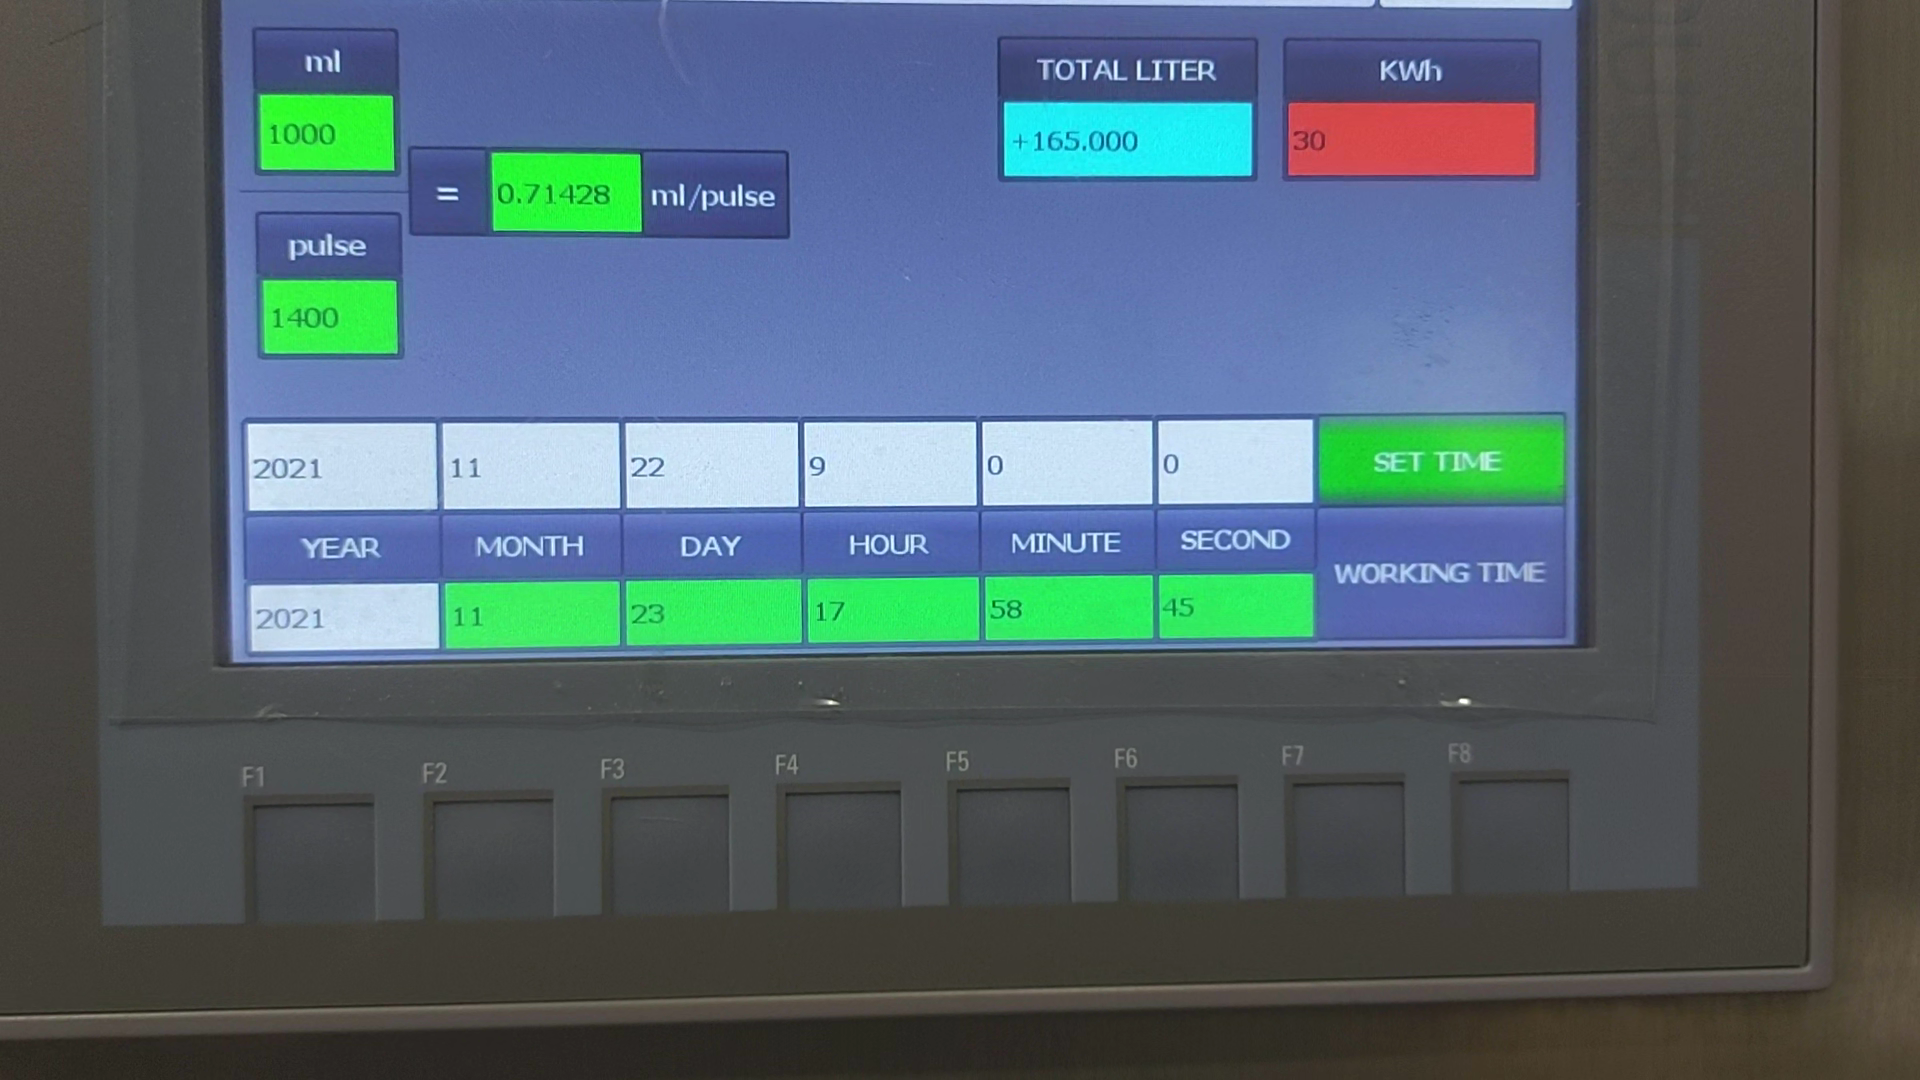 ml
1000
pulse
1400
= 0.71428 ml/pulse
TOTAL LITER
+165.000
KWh
30
2021 11 22 9 0 0 SET TIME
YEAR MONTH DAY HOUR MINUTE SECOND
WORKING TIME
2021 11 23 17 58 45
F1 F2 F3 F4 F5 F6 F7 F8